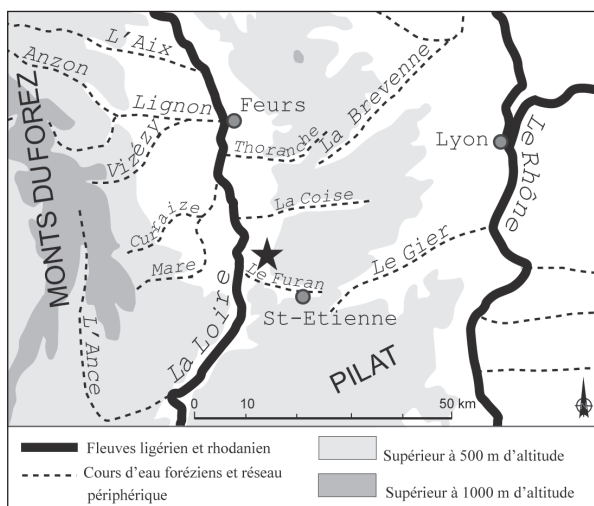 L'Aix
Anzon
Lignon
Feurs
La Brevenne
Vizezy
Thoranche
Lyon
Le Rhône
MONTS DU FOREZ
La Coise
Curraize
Mare
Le Furan
Le Gier
St-Etienne
L'Ance
La Loire
PILAT
0 10 50 km
Fleuves ligérien et rhodanien
Cours d'eau foréziens et réseau
périphérique
Supérieur à 500 m d'altitude
Supérieur à 1000 m d'altitude